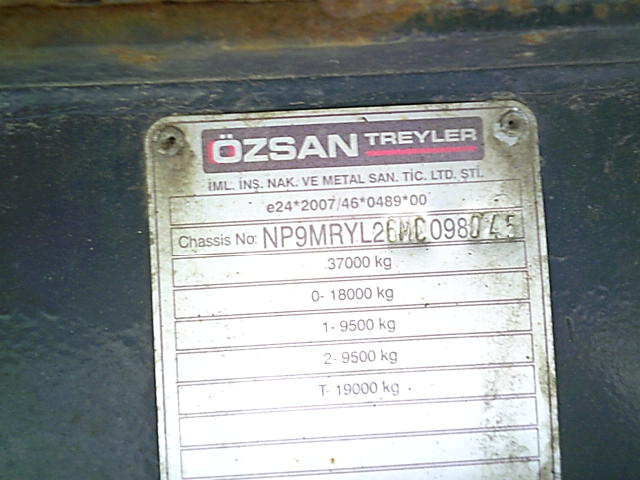 ÖZSAN TREYLER
İML. İNŞ. NAK. VE METAL SAN. TİC. LTD. ŞTİ.
e24*2007/46*0489*00
Chassis No: NP9MRYL26MC098045
37000 kg
0- 18000 kg
1- 9500 kg
2- 9500 kg
T- 19000 kg